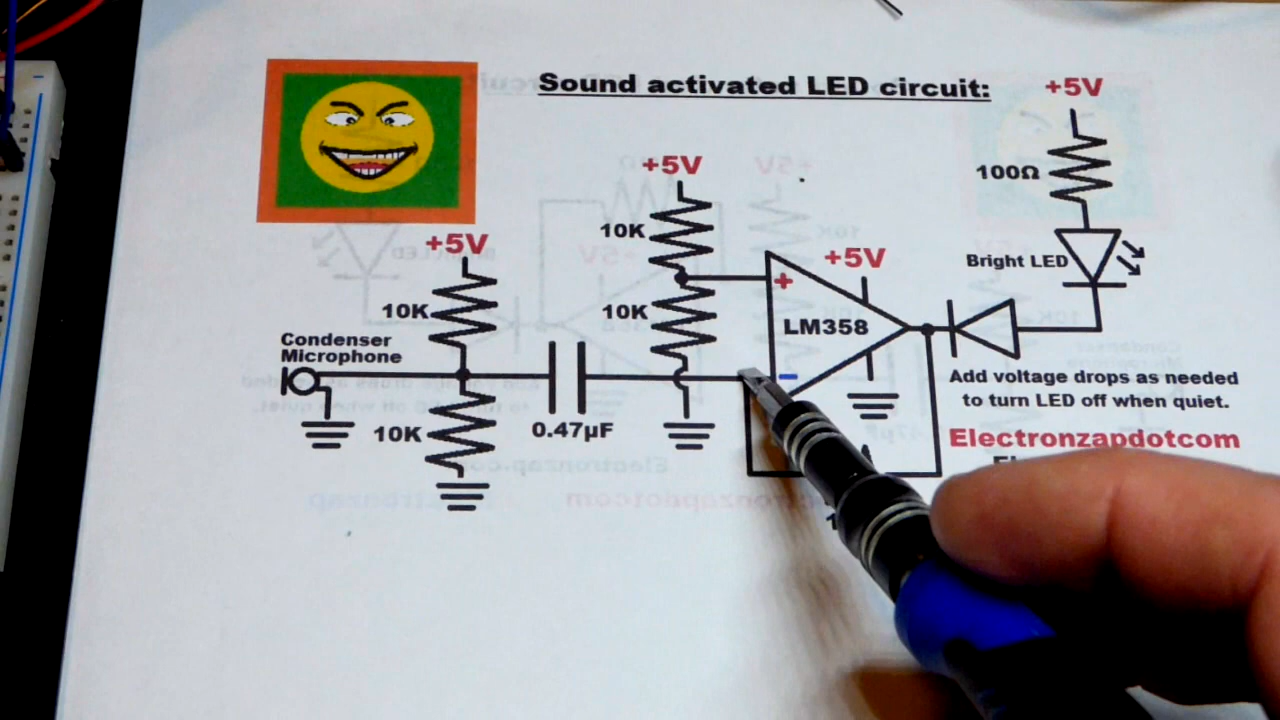 Sound activated LED circuit:
+5V
100Ω
+5V
10K
+5V
+5V
Bright LED
10K
10K
LM358
Condenser
Microphone
10K
0.47µF
Add voltage drops as needed
to turn LED off when quiet.
Electronzapdotcom